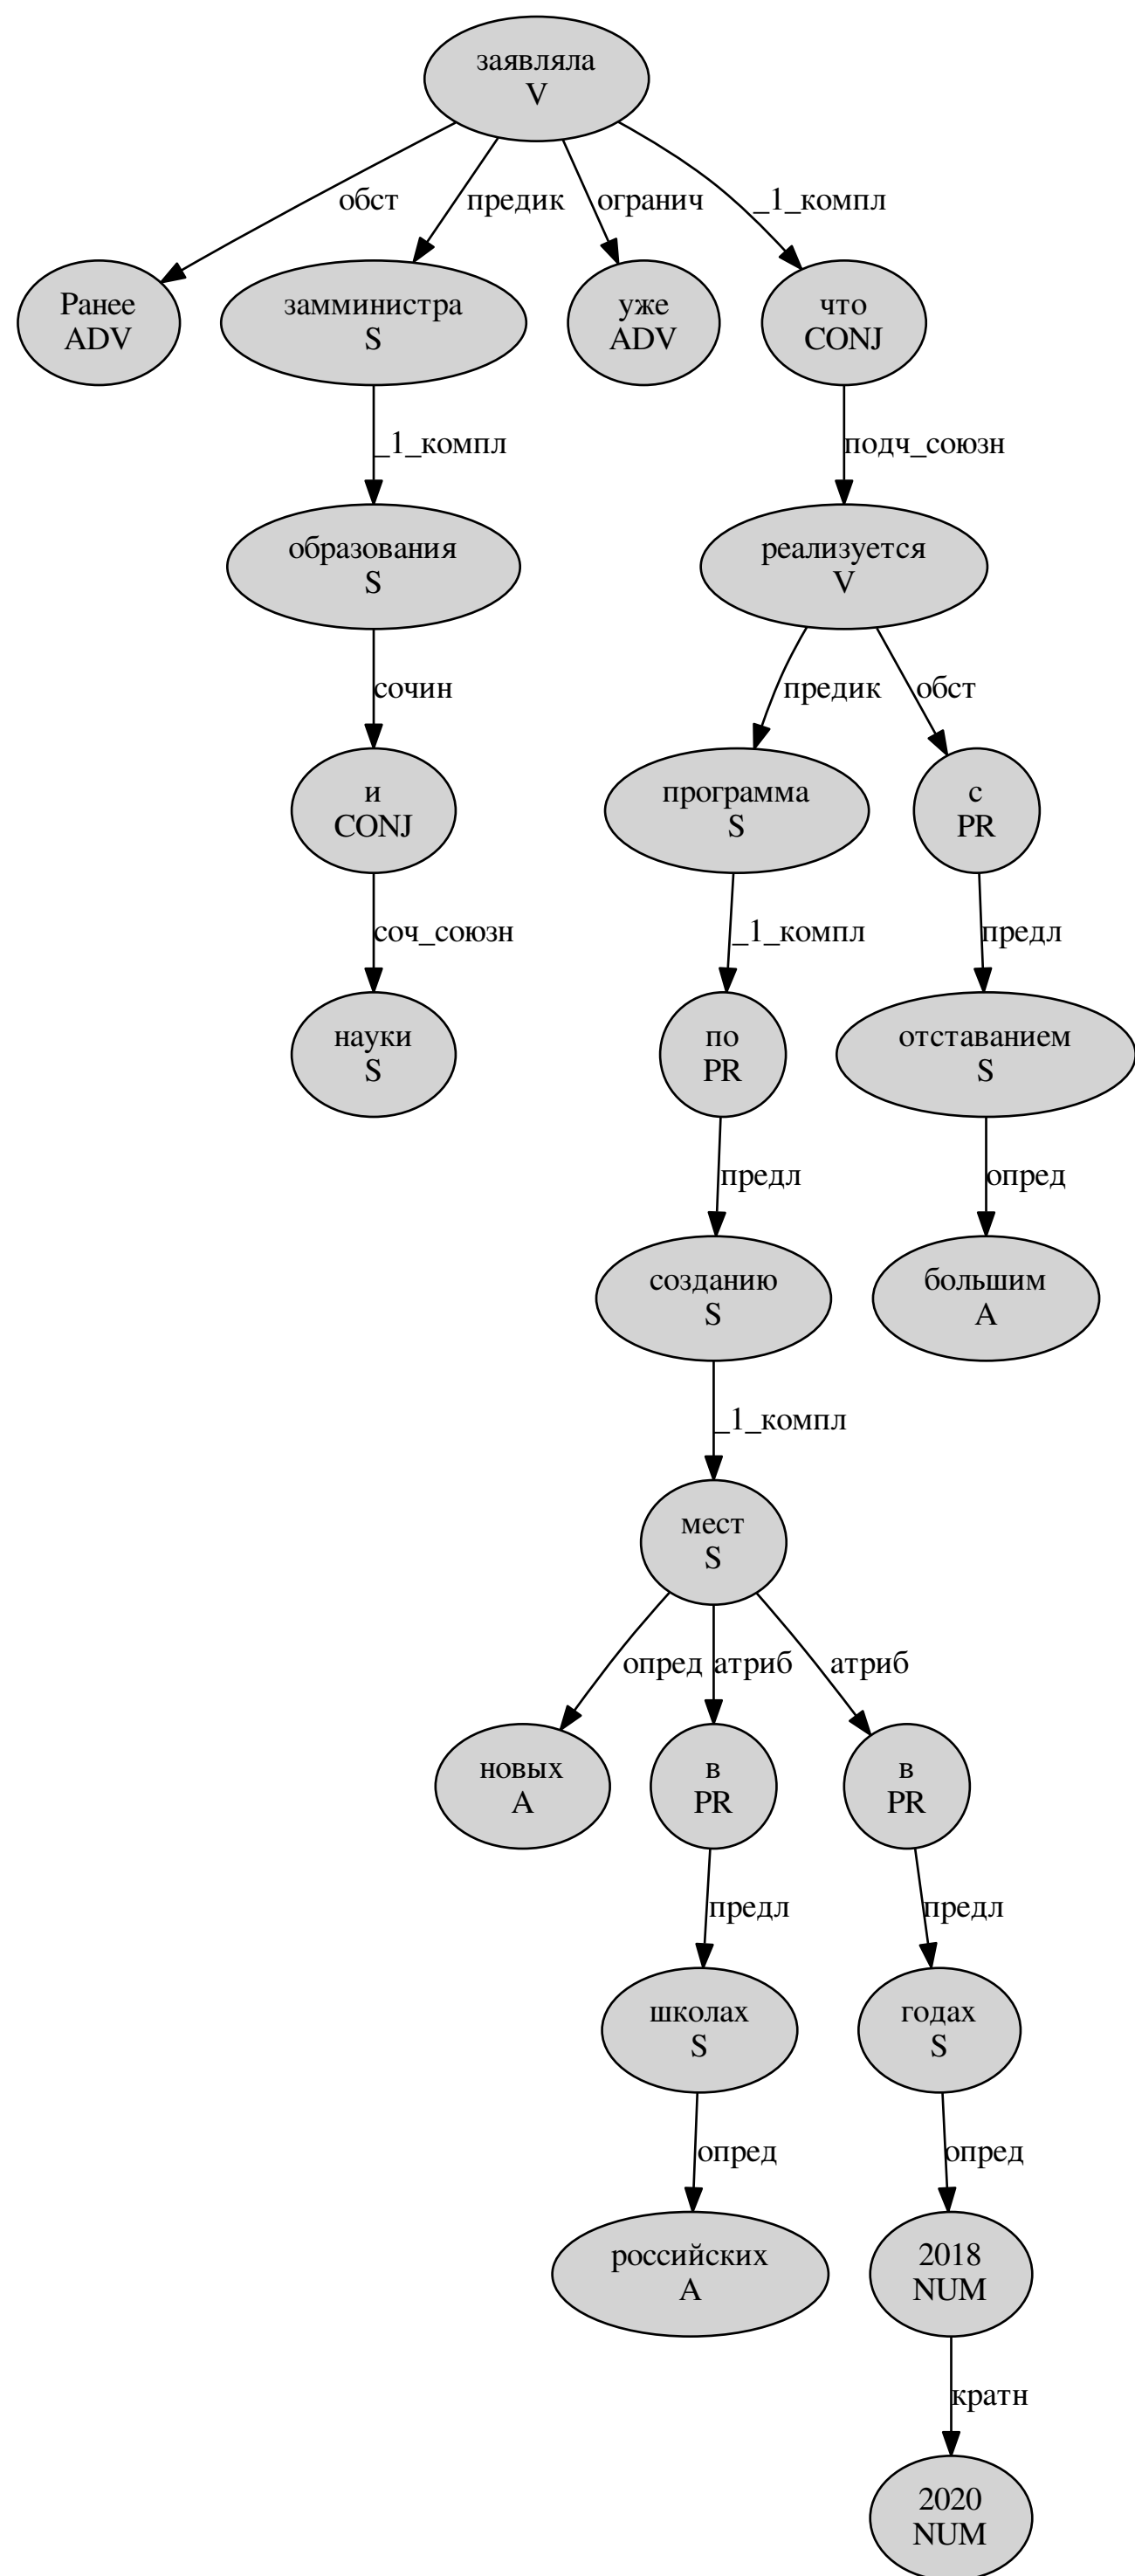 заявляла
V
обст
предик
огранич
_1_компл
Ранее
ADV
замминистра
S
уже
ADV
что
CONJ
_1_компл
подч_союзн
образования
S
реализуется
V
сочин
предик
обст
и
CONJ
программа
S
с
PR
соч_союзн
_1_компл
предл
науки
S
по
PR
отставанием
S
предл
опред
созданию
S
большим
A
_1_компл
мест
S
опред
атриб
атриб
новых
A
в
PR
в
PR
предл
предл
школах
S
годах
S
опред
опред
российских
A
2018
NUM
кратн
2020
NUM